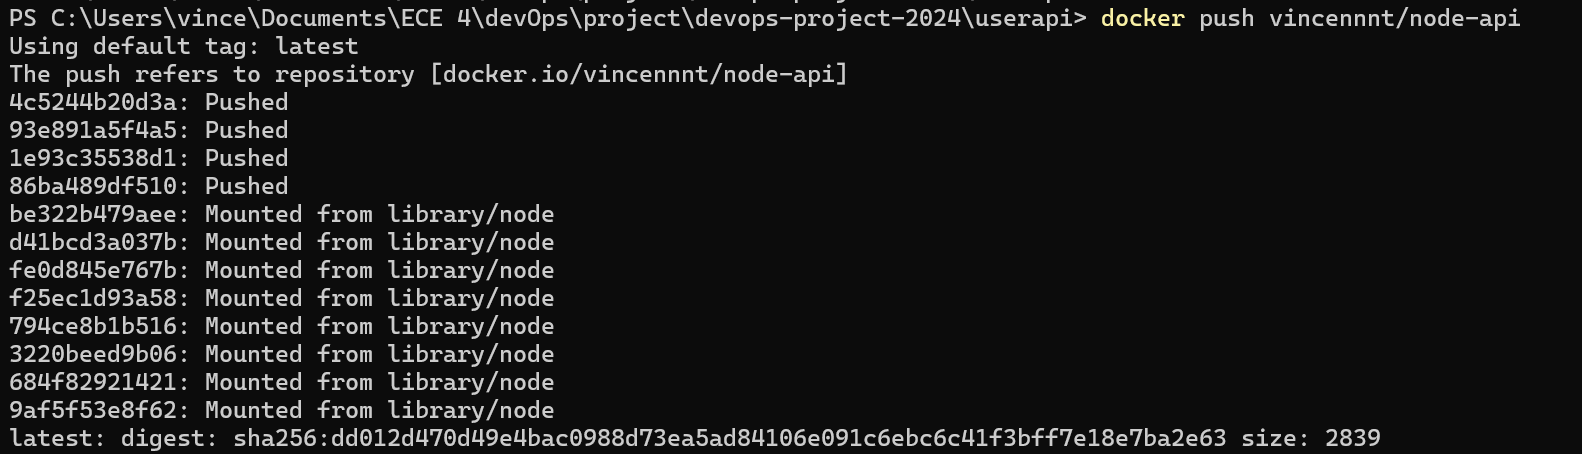 PS C:\Users\vince\Documents\ECE 4\devOps\project\devops-project-2024\userapi> docker push vincennnt/node-api
Using default tag: latest
The push refers to repository [docker.io/vincennnt/node-api]
4c5244b20d3a: Pushed
93e891a5f4a5: Pushed
1e93c35538d1: Pushed
86ba489df510: Pushed
be322b479aee: Mounted from library/node
d41bcd3a037b: Mounted from library/node
fe0d845e767b: Mounted from library/node
f25ec1d93a58: Mounted from library/node
794ce8b1b516: Mounted from library/node
3220beed9b06: Mounted from library/node
684f82921421: Mounted from library/node
9af5f53e8f62: Mounted from library/node
latest: digest: sha256:dd012d470d49e4bac0988d73ea5ad84106e091c6ebc6c41f3bff7e18e7ba2e63 size: 2839